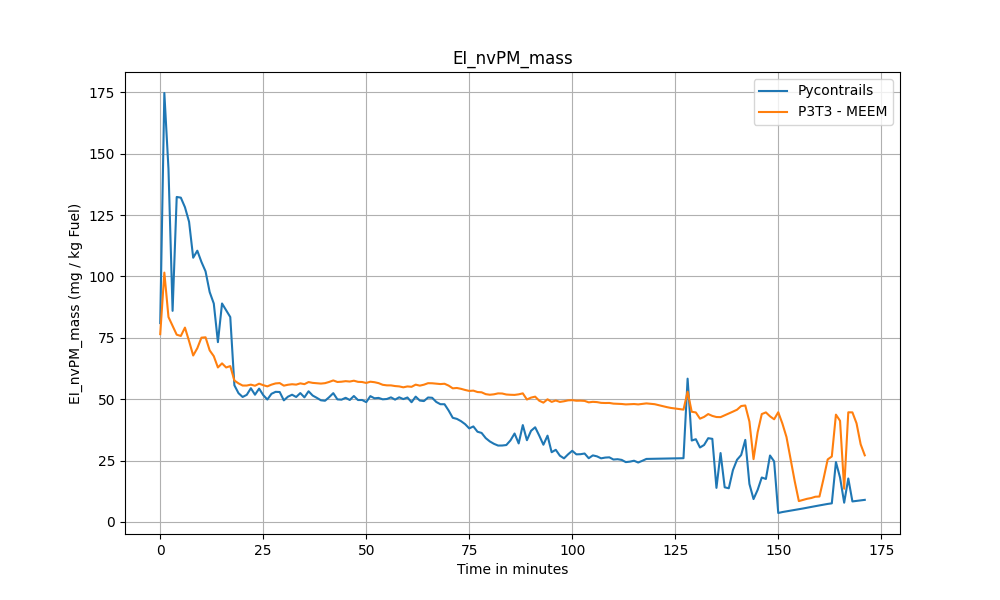 EI_nvPM_mass
Pycontrails
P3T3 - MEEM
EI_nvPM_mass (mg / kg Fuel)
175
150
125
100
75
50
25
0
0 25 50 75 100 125 150 175
Time in minutes